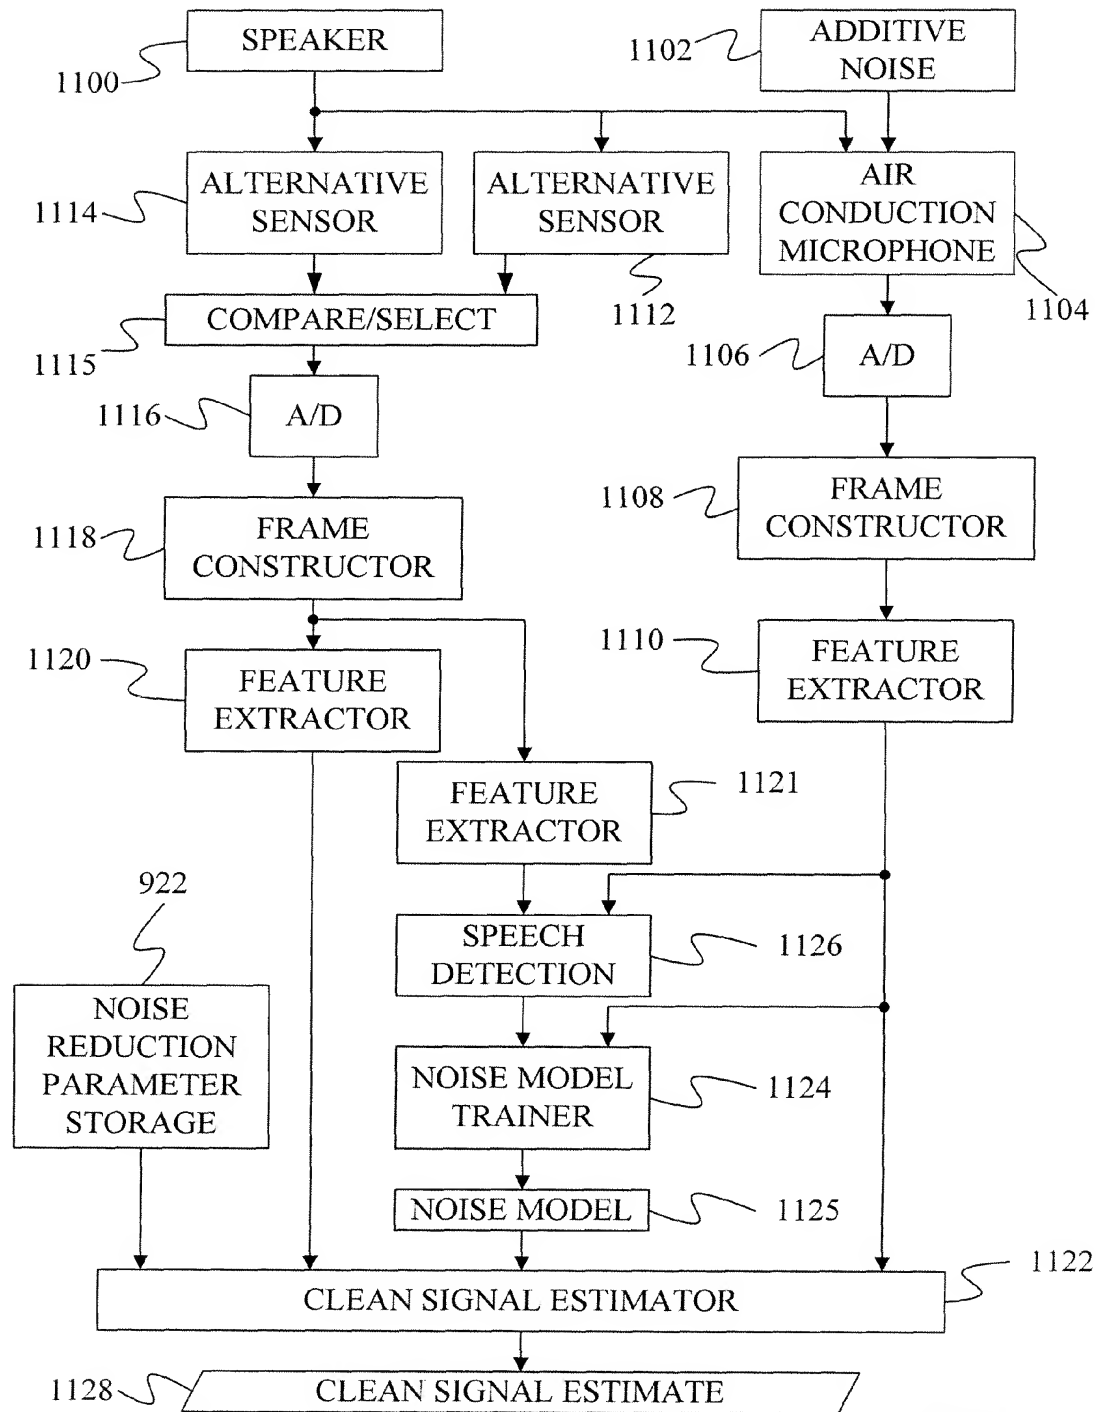 SPEAKER
1100
1102
ADDITIVE
NOISE
1114
ALTERNATIVE
SENSOR
ALTERNATIVE
SENSOR
1112
AIR
CONDUCTION
MICROPHONE
1104
COMPARE/SELECT
1115
1106
A/D
1116
A/D
1108
FRAME
CONSTRUCTOR
1118
FRAME
CONSTRUCTOR
1120
FEATURE
EXTRACTOR
1110
FEATURE
EXTRACTOR
FEATURE
EXTRACTOR
1121
922
SPEECH
DETECTION
1126
NOISE
REDUCTION
PARAMETER
STORAGE
NOISE MODEL
TRAINER
1124
NOISE MODEL
1125
CLEAN SIGNAL ESTIMATOR
1122
1128
CLEAN SIGNAL ESTIMATE